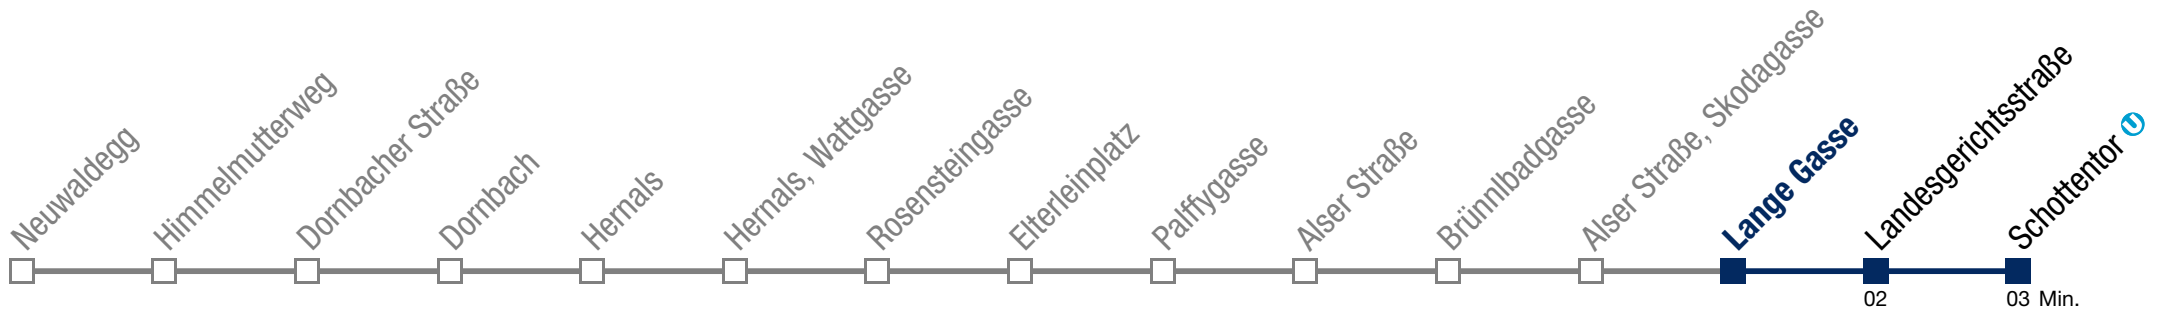 Neuwaldegg
Himmelmutterweg
Dornbacher Straße
Dornbach
Hernals
Hernals, Wattgasse
Rosensteingasse
Elterleinplatz
Palffygasse
Alser Straße
Brünnlbadgasse
Alser Straße, Skodagasse
Lange Gasse
Landesgerichtsstraße
Schottentor U
02
03 Min.